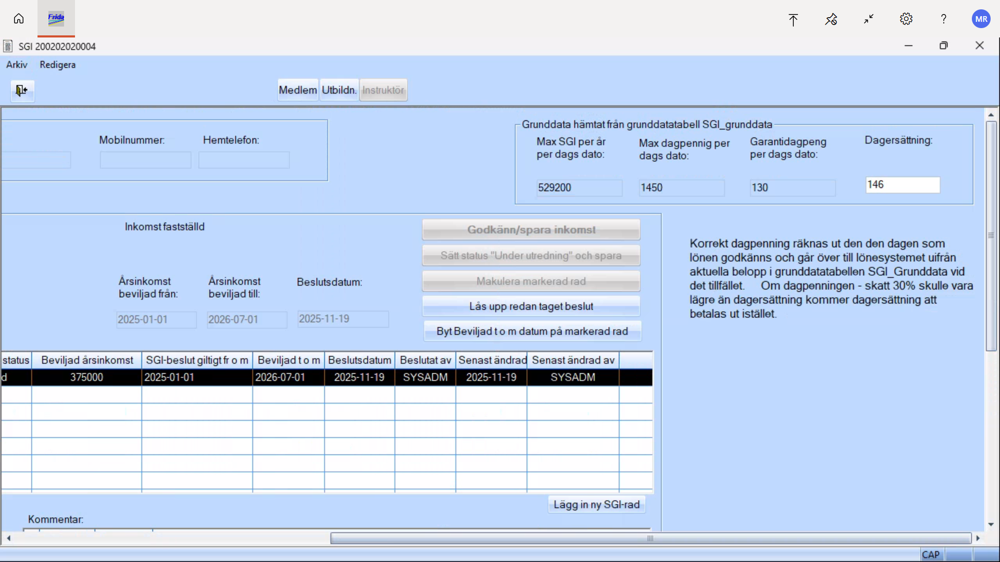 Frida
MR
SGI 200202020004
Arkiv Redigera
Medlem Utbildn. Instruktör
Mobilnummer: Hemtelefon:
Grunddata hämtat från grunddatatabell SGI_grunddata
Max SGI per år
per dags dato:
Max dagpennig per
dags dato:
Garantidagpeng
per dags dato:
Dagersättning:
529200 1450 130 146
Inkomst fastställd
Godkänn/spara inkomst
Sätt status "Under utredning" och spara
Makulera markerad rad
Lås upp redan taget beslut
Byt Beviljad t o m datum på markerad rad
Årsinkomst
beviljad från:
Årsinkomst
beviljad till:
Beslutsdatum:
2025-01-01 2026-07-01 2025-11-19
Korrekt dagpenning räknas ut den den dagen som
lönen godkänns och går över till lönesystemet uifrån
aktuella belopp i grunddatatabellen SGI_Grunddata vid
det tillfället. Om dagpenningen - skatt 30% skulle vara
lägre än dagersättning kommer dagersättning att
betalas ut istället.
status Beviljad årsinkomst SGI-beslut giltigt fr o m Beviljad t o m Beslutsdatum Beslutat av Senast ändrad Senast ändrad av
d 375000 2025-01-01 2026-07-01 2025-11-19 SYSADM 2025-11-19 SYSADM
Lägg in ny SGI-rad
Kommentar:
CAP